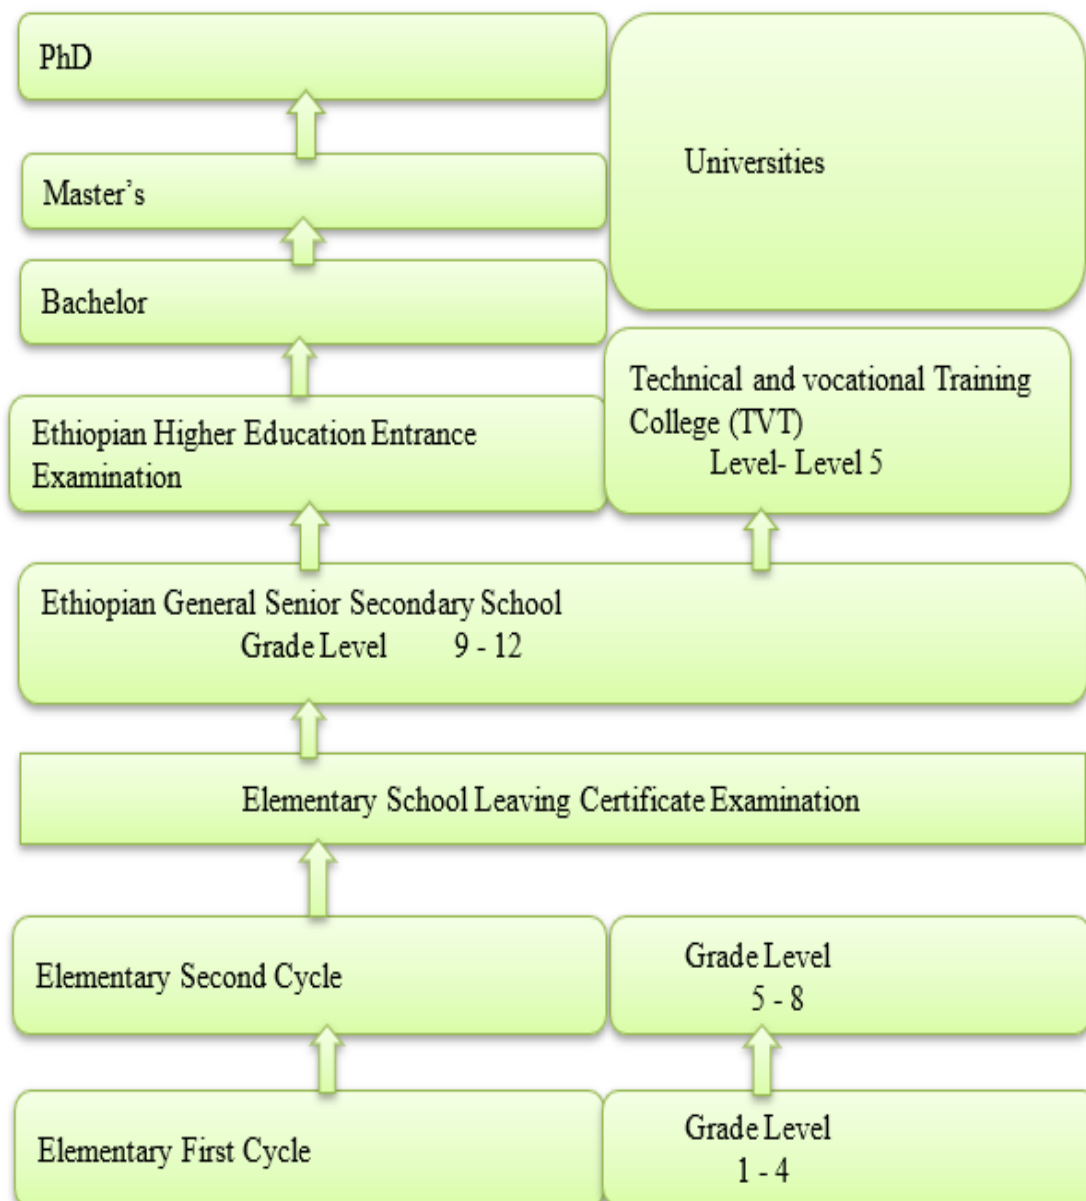 PhD
Universities
Master’s
Bachelor
Technical and vocational Training
College (TVT)
Level- Level 5
Ethiopian Higher Education Entrance
Examination
Ethiopian General Senior Secondary School
Grade Level 9 - 12
Elementary School Leaving Certificate Examination
Elementary Second Cycle
Grade Level
5 - 8
Elementary First Cycle
Grade Level
1 - 4